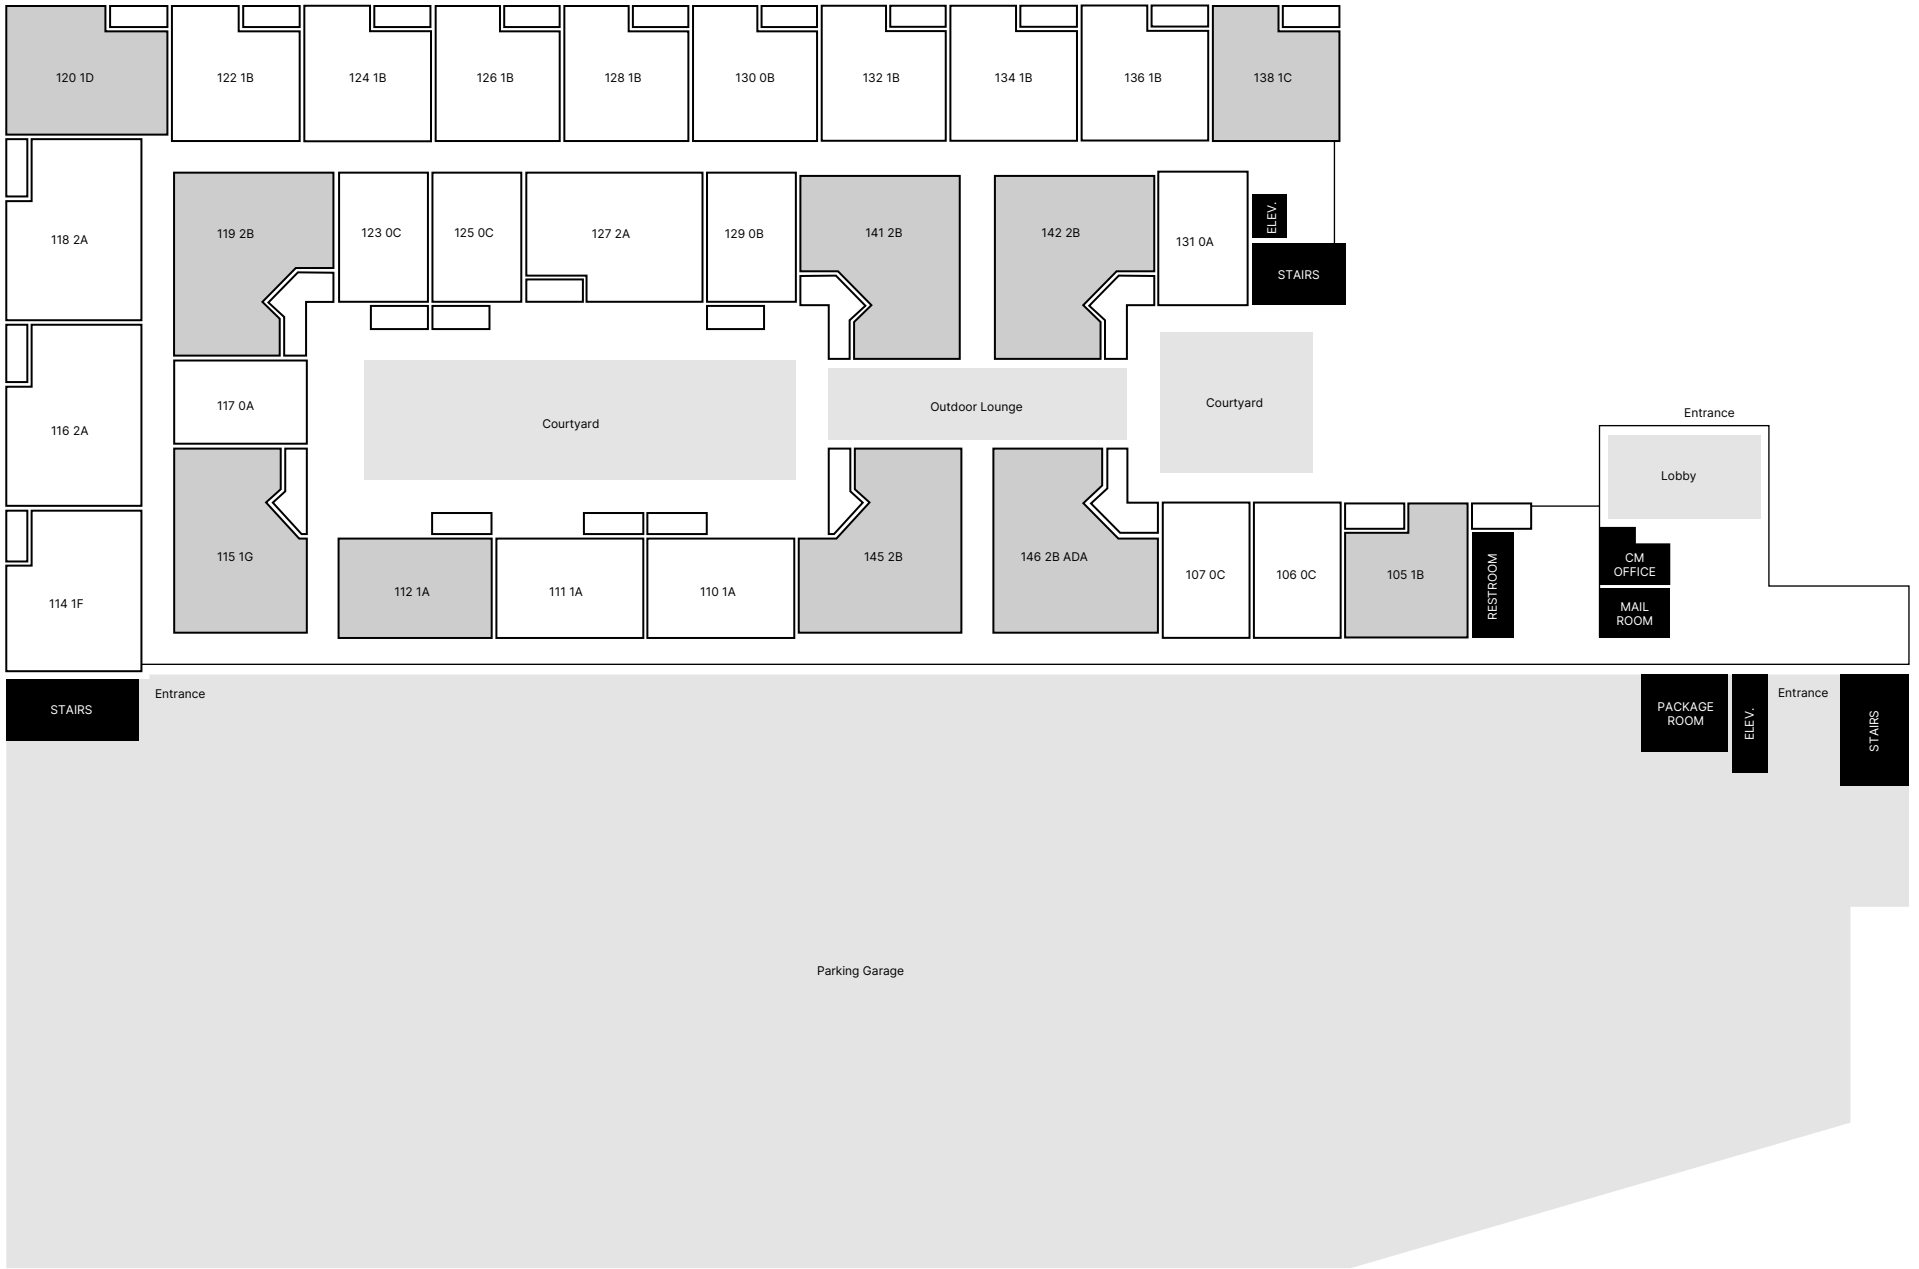 120 1D
122 1B
124 1B
126 1B
128 1B
130 0B
132 1B
134 1B
136 1B
138 1C
118 2A
119 2B
123 0C
125 0C
127 2A
129 0B
141 2B
142 2B
131 0A
ELEV.
STAIRS
116 2A
117 0A
Courtyard
Outdoor Lounge
Courtyard
Entrance
Lobby
114 1F
115 1G
112 1A
111 1A
110 1A
145 2B
146 2B ADA
107 0C
106 0C
105 1B
RESTROOM
CM
OFFICE
MAIL
ROOM
STAIRS
Entrance
PACKAGE
ROOM
ELEV.
Entrance
STAIRS
Parking Garage